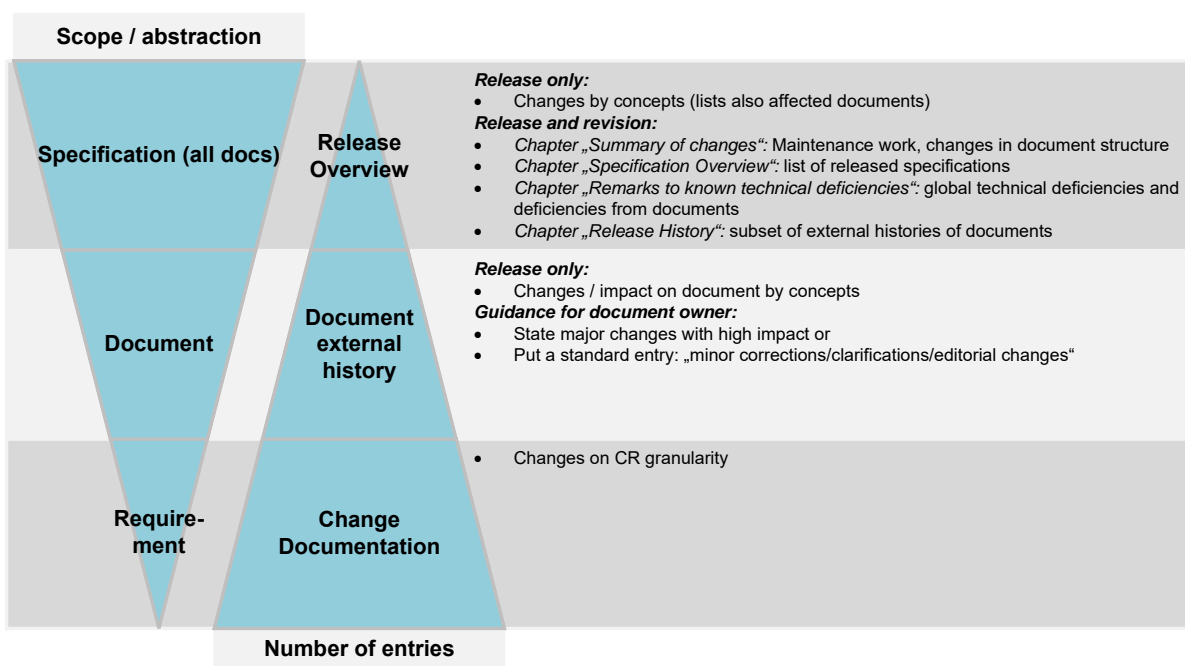 Scope / abstraction
Specification (all docs)
Release
Overview
Release only:
• Changes by concepts (lists also affected documents)
Release and revision:
• Chapter „Summary of changes“: Maintenance work, changes in document structure
• Chapter „Specification Overview“: list of released specifications
• Chapter „Remarks to known technical deficiencies“: global technical deficiencies and
deficiencies from documents
• Chapter „Release History“: subset of external histories of documents
Document
Document
external
history
Release only:
• Changes / impact on document by concepts
Guidance for document owner:
• State major changes with high impact or
• Put a standard entry: „minor corrections/clarifications/editorial changes“
Require-
ment
Change
Documentation
• Changes on CR granularity
Number of entries